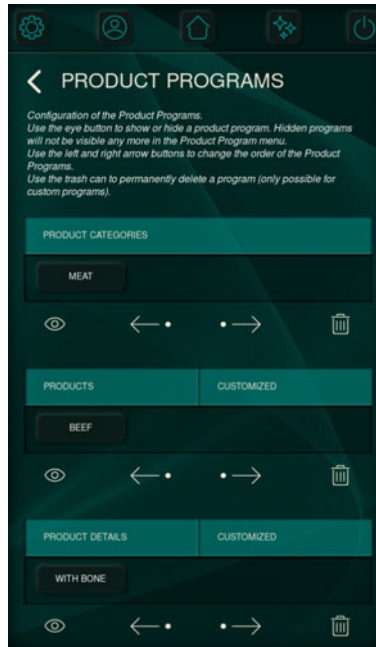 PRODUCT PROGRAMS
Configuration of the Product Programs.
Use the eye button to show or hide a product program. Hidden programs
will not be visible any more in the Product Program menu.
Use the left and right arrow buttons to change the order of the Product
Programs.
Use the trash can to permanently delete a program (only possible for
custom programs).
PRODUCT CATEGORIES
MEAT
PRODUCTS CUSTOMIZED
BEEF
PRODUCT DETAILS CUSTOMIZED
WITH BONE